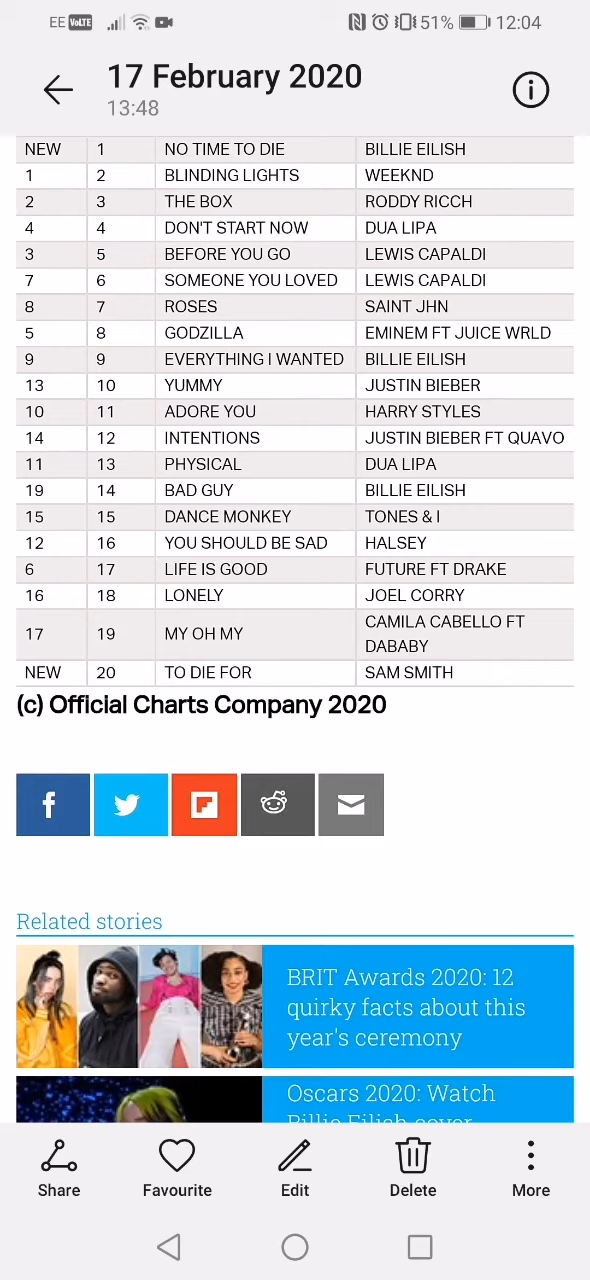 EE VoLTE 51% 12:04
17 February 2020
13:48
NEW 1 NO TIME TO DIE BILLIE EILISH
1 2 BLINDING LIGHTS WEEKND
2 3 THE BOX RODDY RICCH
4 4 DON'T START NOW DUA LIPA
3 5 BEFORE YOU GO LEWIS CAPALDI
7 6 SOMEONE YOU LOVED LEWIS CAPALDI
8 7 ROSES SAINT JHN
5 8 GODZILLA EMINEM FT JUICE WRLD
9 9 EVERYTHING I WANTED BILLIE EILISH
13 10 YUMMY JUSTIN BIEBER
10 11 ADORE YOU HARRY STYLES
14 12 INTENTIONS JUSTIN BIEBER FT QUAVO
11 13 PHYSICAL DUA LIPA
19 14 BAD GUY BILLIE EILISH
15 15 DANCE MONKEY TONES & I
12 16 YOU SHOULD BE SAD HALSEY
6 17 LIFE IS GOOD FUTURE FT DRAKE
16 18 LONELY JOEL CORRY
17 19 MY OH MY CAMILA CABELLO FT
DABABY
NEW 20 TO DIE FOR SAM SMITH
(c) Official Charts Company 2020
Related stories
BRIT Awards 2020: 12
quirky facts about this
year's ceremony
Oscars 2020: Watch
Billie Eilish cover
Share Favourite Edit Delete More